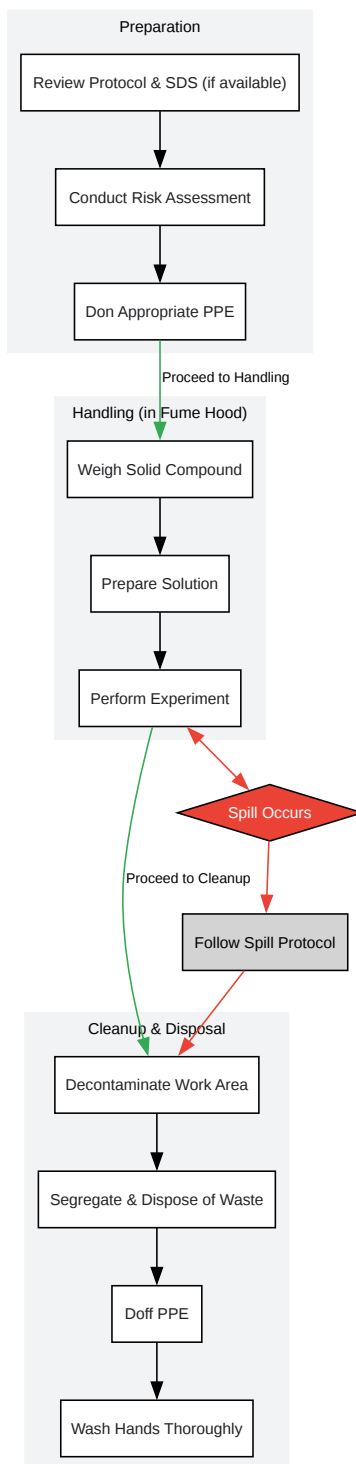 Preparation
Review Protocol & SDS (if available)
Conduct Risk Assessment
Don Appropriate PPE
Proceed to Handling
Handling (in Fume Hood)
Weigh Solid Compound
Prepare Solution
Perform Experiment
Spill Occurs
Proceed to Cleanup
Follow Spill Protocol
Cleanup & Disposal
Decontaminate Work Area
Segregate & Dispose of Waste
Doff PPE
Wash Hands Thoroughly